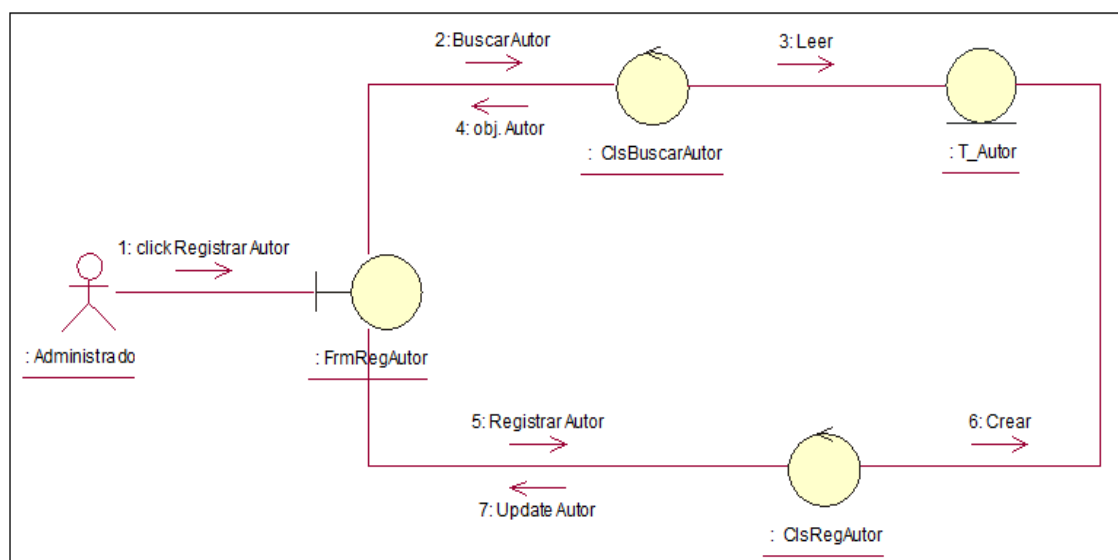 2: BuscarAutor
3: Leer
4: obj. Autor
: ClsBuscarAutor
: T_Autor
1: click Registrar Autor
: Administrado
: FrmRegAutor
5: Registrar Autor
6: Crear
7: Update Autor
: ClsRegAutor